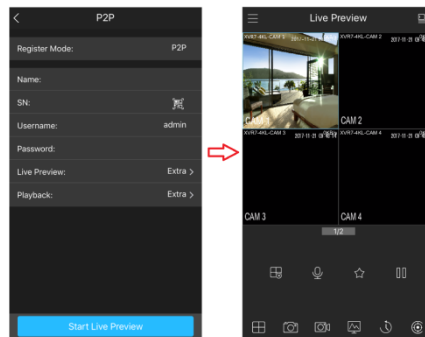 P2P
Register Mode: P2P
Name:
SN:
Username: admin
Password:
Live Preview: Extra
Playback: Extra
Start Live Preview
Live Preview
XVR7-4KL-CAM 2
CAM 2
XVR7-4KL-CAM 3
XVR7-4KL-CAM 4
CAM 3
CAM 4
1/2